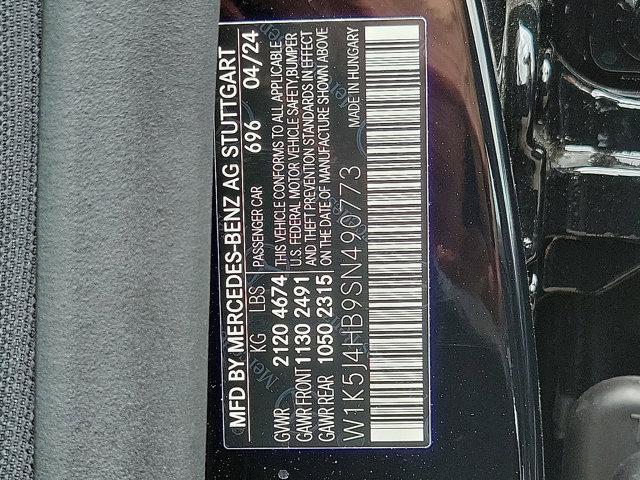 MFD BY MERCEDES-BENZ AG STUTTGART
KG LBS PASSENGER CAR 696 04/24
GVWR 2120 4674 THIS VEHICLE CONFORMS TO ALL APPLICABLE
GAWR FRONT 1130 2491 U.S. FEDERAL MOTOR VEHICLE SAFETY, BUMPER
GAWR REAR 1050 2315 AND THEFT PREVENTION STANDARDS IN EFFECT
ON THE DATE OF MANUFACTURE SHOWN ABOVE
W1K5J4HB9SN490773 MADE IN HUNGARY